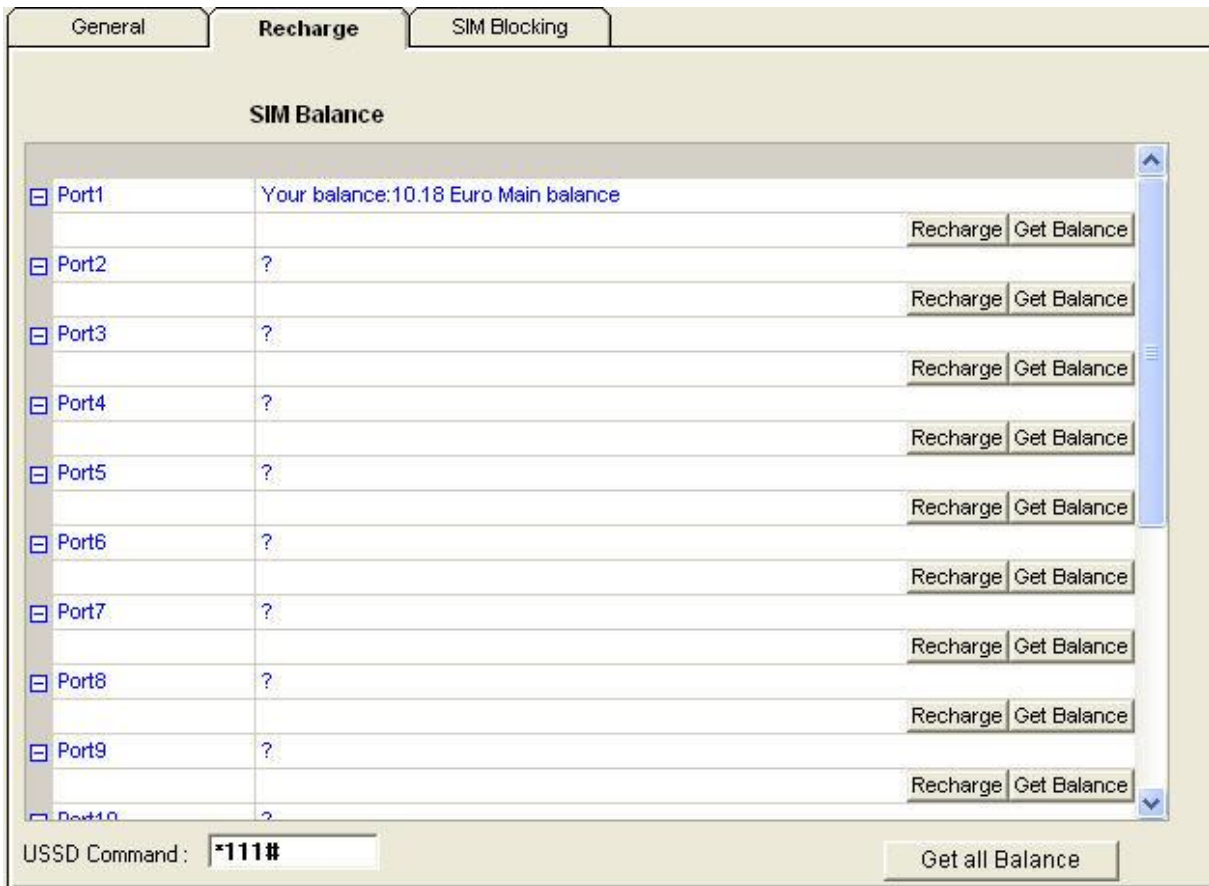 General Recharge SIM Blocking
SIM Balance
Port1 Your balance:10.18 Euro Main balance
Recharge Get Balance
Port2 ?
Recharge Get Balance
Port3 ?
Recharge Get Balance
Port4 ?
Recharge Get Balance
Port5 ?
Recharge Get Balance
Port6 ?
Recharge Get Balance
Port7 ?
Recharge Get Balance
Port8 ?
Recharge Get Balance
Port9 ?
Recharge Get Balance
Port10 ?
USSD Command : *111# Get all Balance